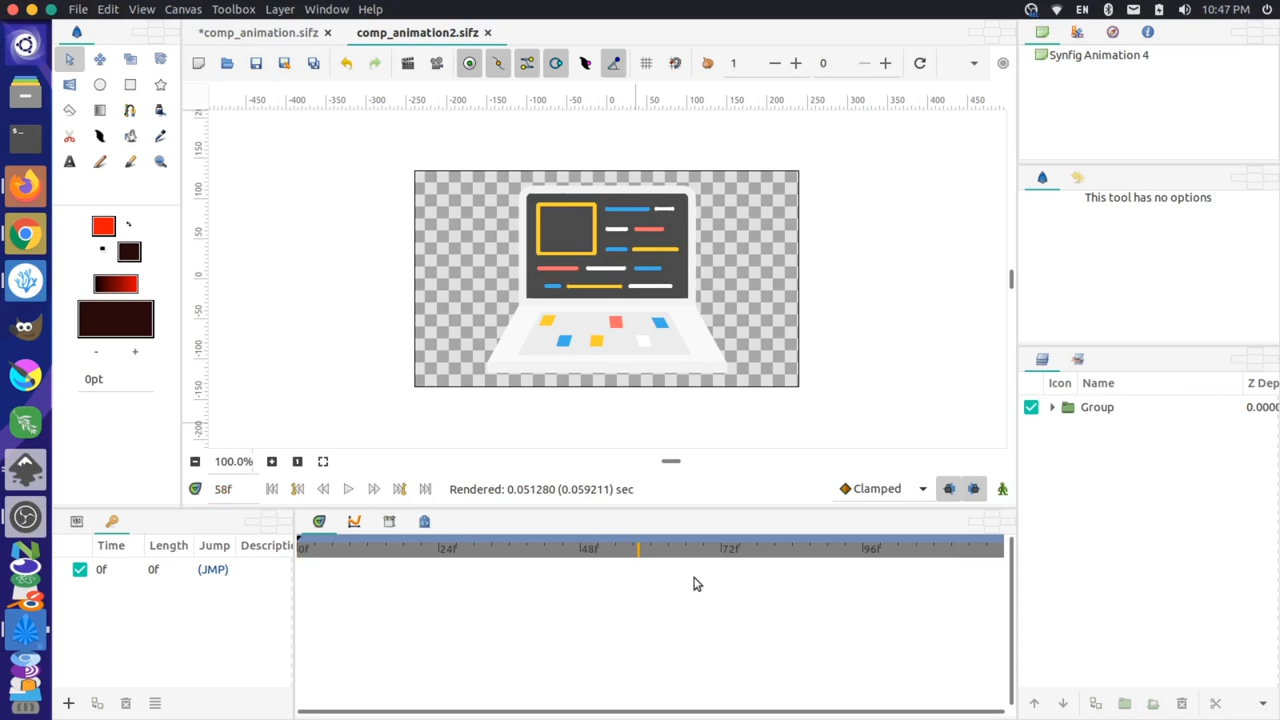 File Edit View Canvas Toolbox Layer Window Help
EN 10:47 PM
*comp_animation.sifz × comp_animation2.sifz ×
1 0
Synfig Animation 4
-450 -400 -350 -300 -250 -200 -150 -100 -50 0 50 100 150 200 250 300 350 400 450
150
100
50
0
-50
-100
-150
-200
This tool has no options
0pt
Icon Name Z Dep
Group 0.0000
100.0%
58f Rendered: 0.051280 (0.059211) sec Clamped
Time Length Jump Descriptio
0f 0f (JMP)
0f 24f 48f 72f 96f